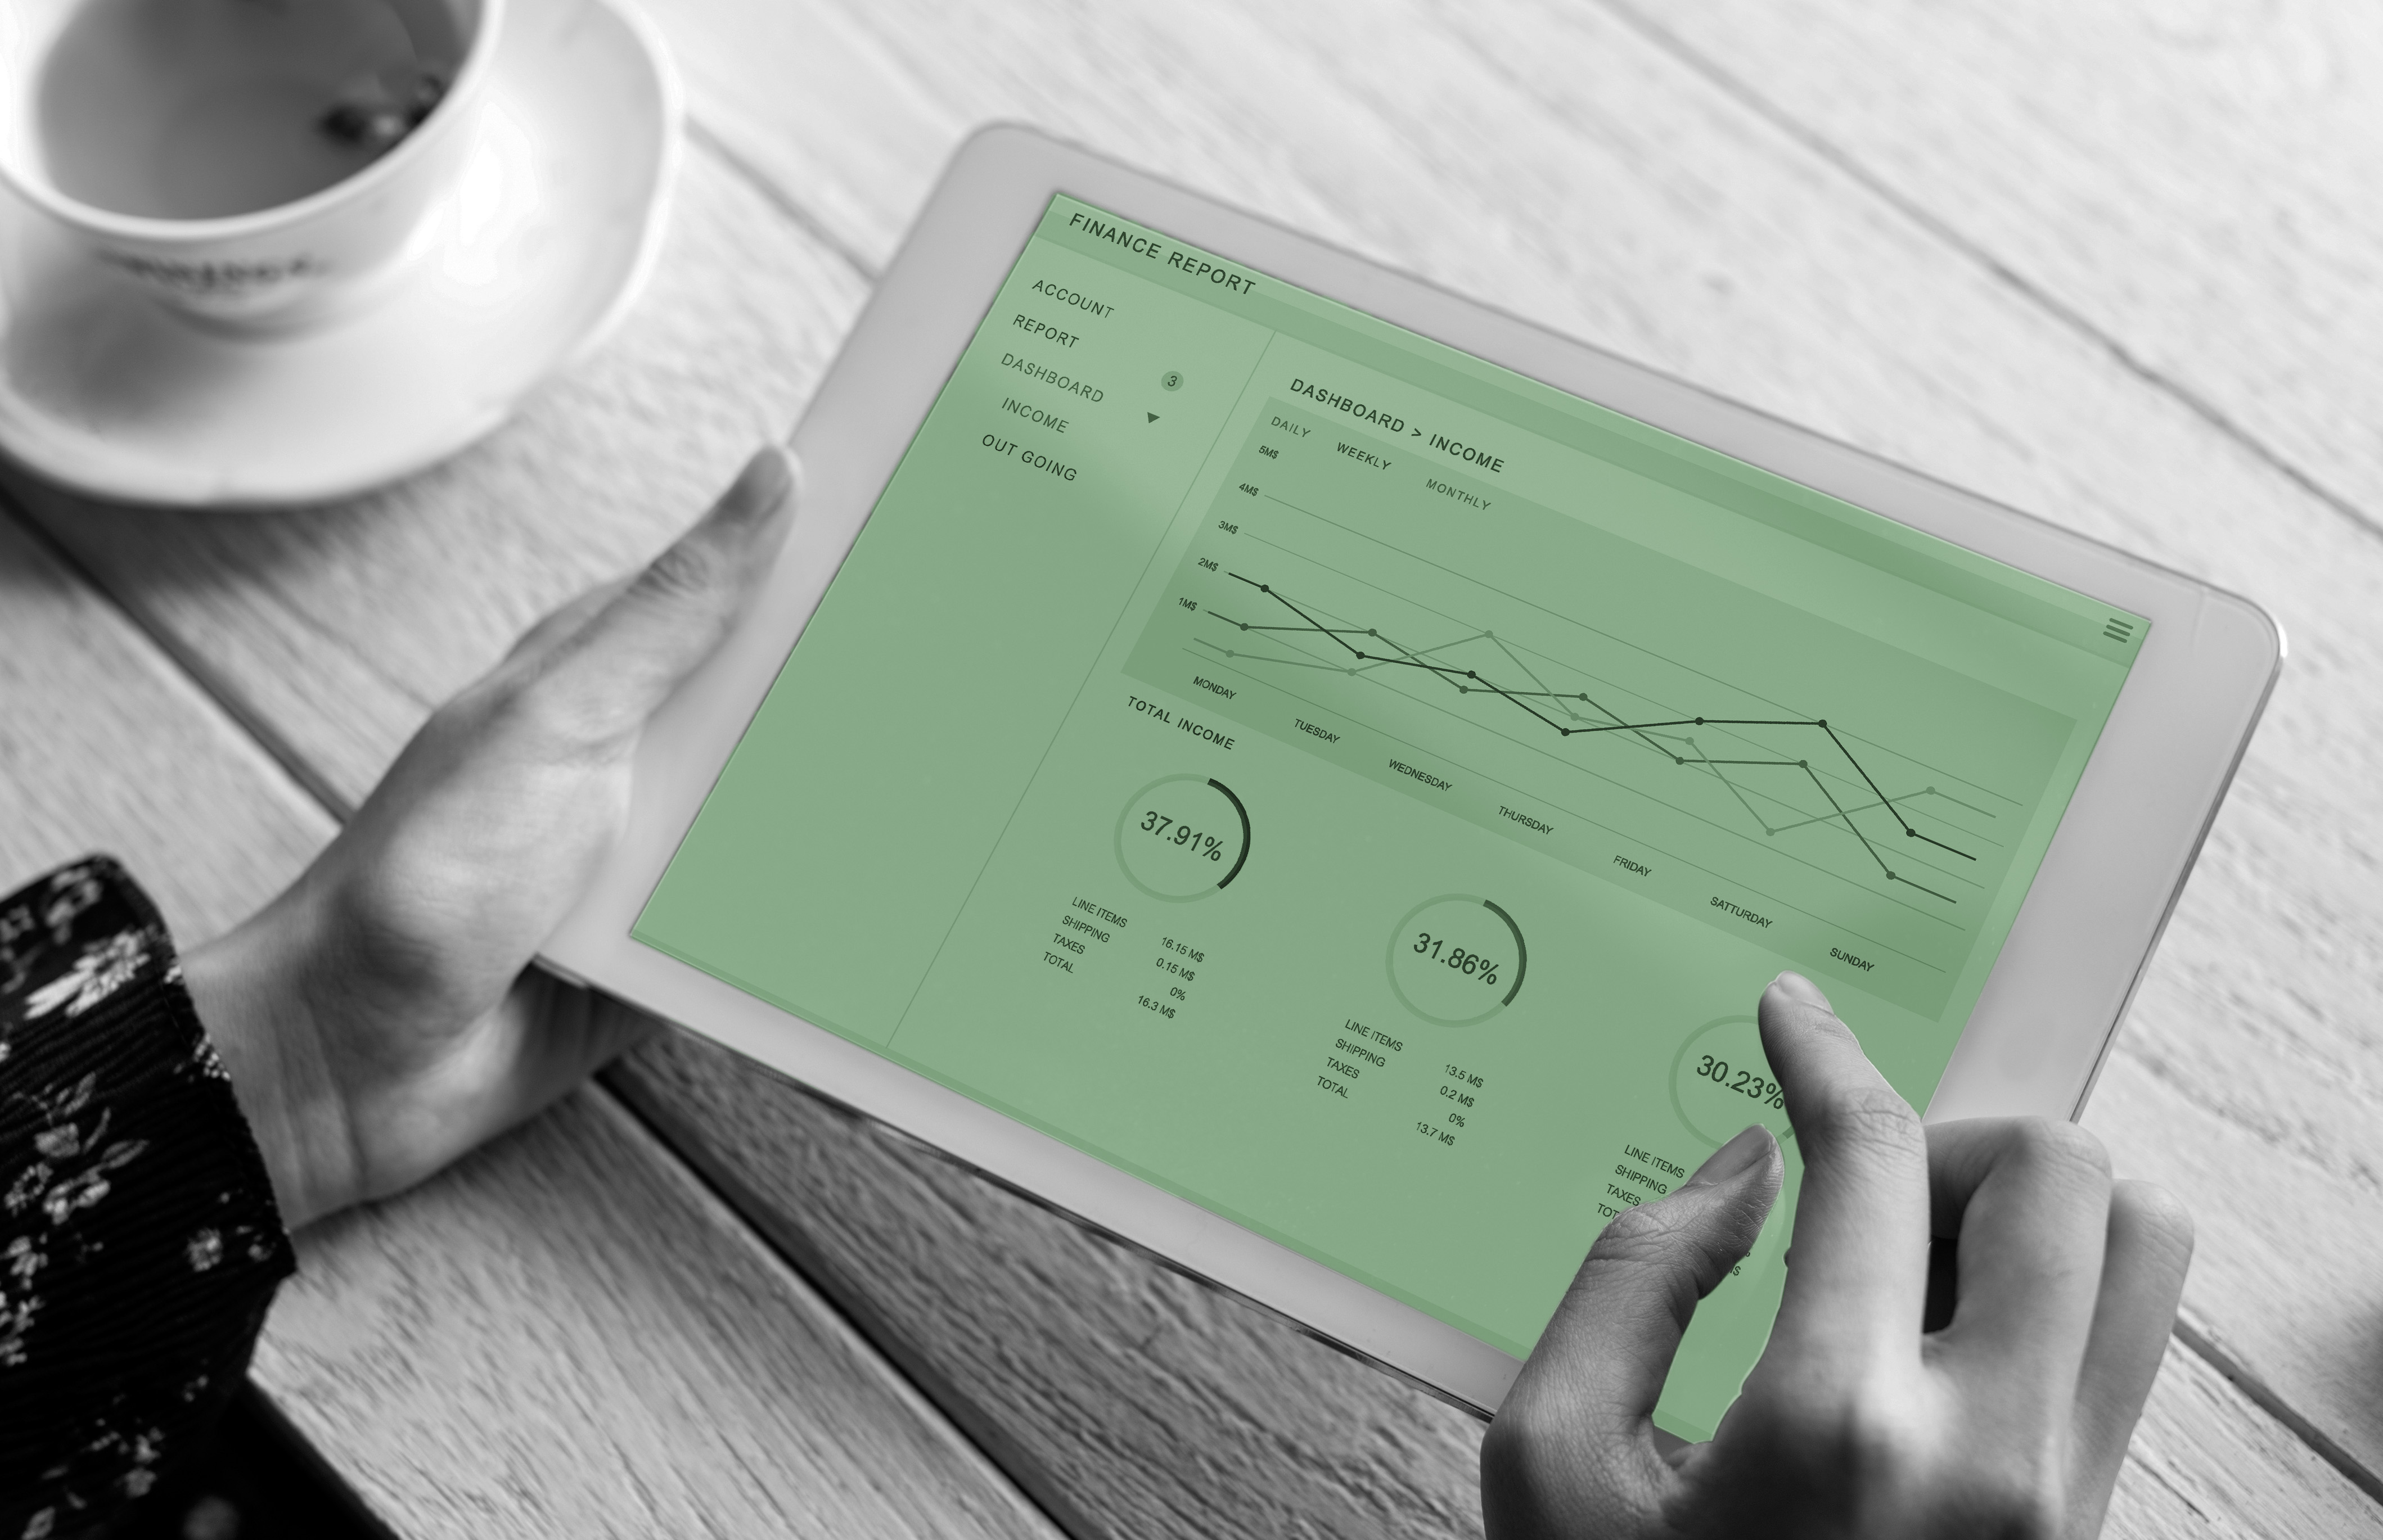 FINANCE REPORT
ACCOUNT
REPORT
DASHBOARD
3
INCOME
OUT GOING
DASHBOARD > INCOME
DAILY WEEKLY MONTHLY
5M$
4M$
3M$
2M$
1M$
MONDAY
TUESDAY
WEDNESDAY
THURSDAY
FRIDAY
SATTURDAY
SUNDAY
TOTAL INCOME
37.91%
LINE ITEMS 16.15 M$
SHIPPING 0.15 M$
TAXES 0%
TOTAL 16.3 M$
31.86%
LINE ITEMS 13.5 M$
SHIPPING 0.2 M$
TAXES 0%
TOTAL 13.7 M$
30.23%
LINE ITEMS
SHIPPING
TAXES